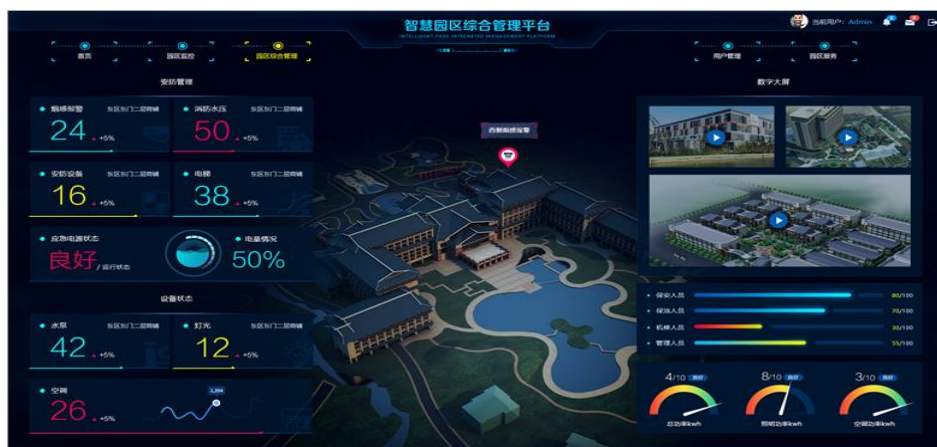 智慧园区综合管理平台
INTELLIGENT PARK INTEGRATED MANAGEMENT PLATFORM
当前用户: Admin
首页
园区监控
园区综合管理
用户管理
园区服务
安防管理
烟感报警 东区东门二层商铺
24 +5%
消防水压 东区东门二层商铺
50 +5%
安防设备 东区东门二层商铺
16 +5%
电梯 东区东门二层商铺
38 +5%
应急电源状态
良好 / 运行状态
电量情况
50%
设备状态
水泵 东区东门二层商铺
42 +5%
灯光 东区东门二层商铺
12 +5%
空调
26 +5%
西侧烟感报警
数字大屏
保安人员 80/100
保洁人员 70/100
机修人员 30/100
管理人员 55/100
4/10 良好
总功率kwh
8/10 良好
照明功率kwh
3/10 良好
空调功率kwh